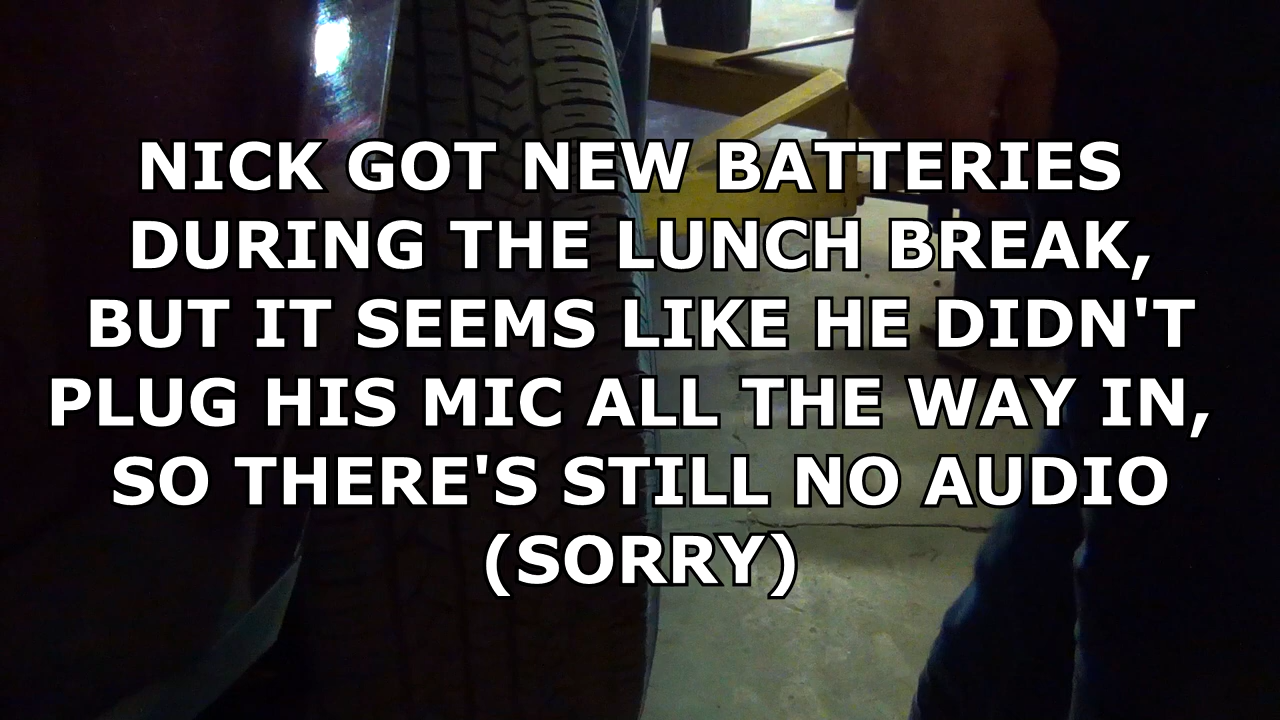 NICK GOT NEW BATTERIES
DURING THE LUNCH BREAK,
BUT IT SEEMS LIKE HE DIDN'T
PLUG HIS MIC ALL THE WAY IN,
SO THERE'S STILL NO AUDIO
(SORRY)